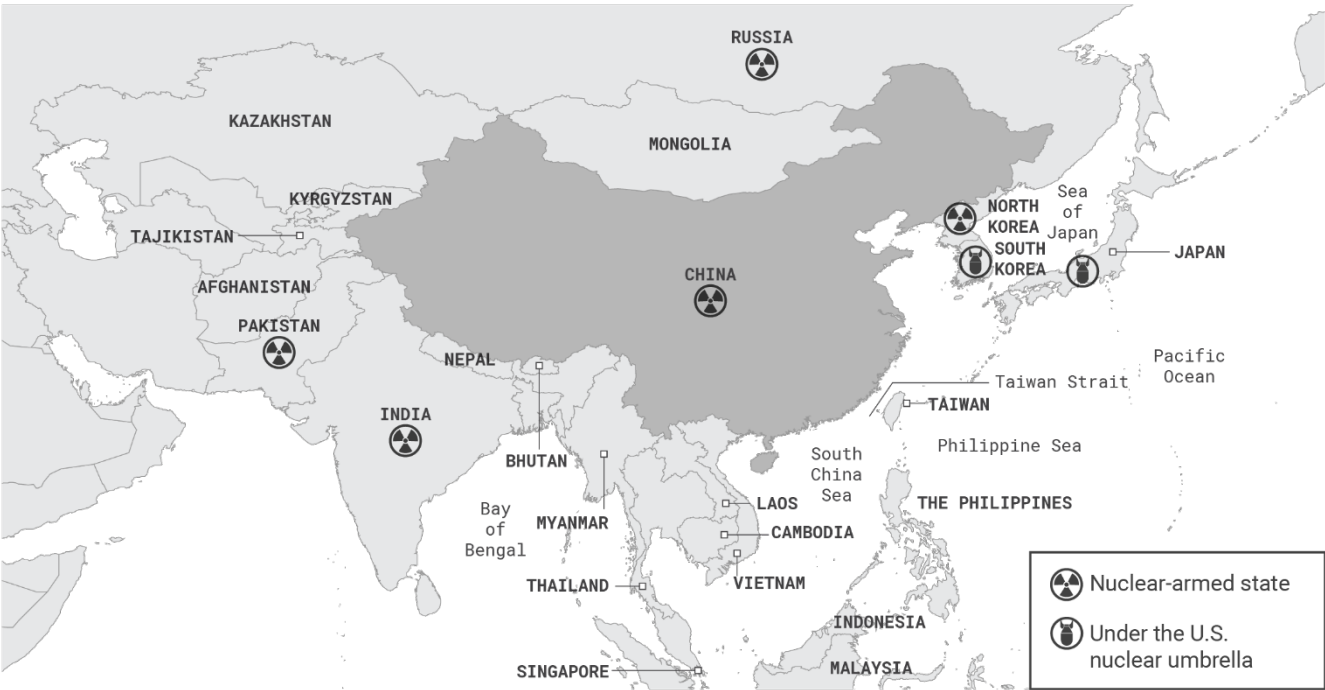 RUSSIA
KAZAKHSTAN
MONGOLIA
KYRGYZSTAN
TAJIKISTAN
AFGHANISTAN
PAKISTAN
NORTH
KOREA
Sea
of
Japan
SOUTH
KOREA
JAPAN
CHINA
NEPAL
INDIA
Pacific
Ocean
Taiwan Strait
TAIWAN
Philippine Sea
BHUTAN
South
China
Sea
Bay
of
Bengal
MYANMAR
LAOS
THE PHILIPPINES
CAMBODIA
THAILAND
VIETNAM
INDONESIA
SINGAPORE
MALAYSIA
Nuclear-armed state
Under the U.S.
nuclear umbrella